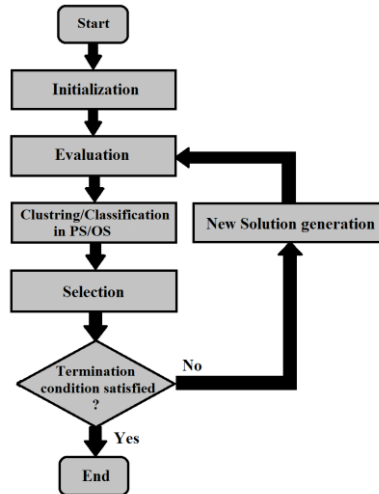 Start
Initialization
Evaluation
Clustring/Classification
in PS/OS
New Solution generation
Selection
Termination
condition satisfied
?
No
Yes
End